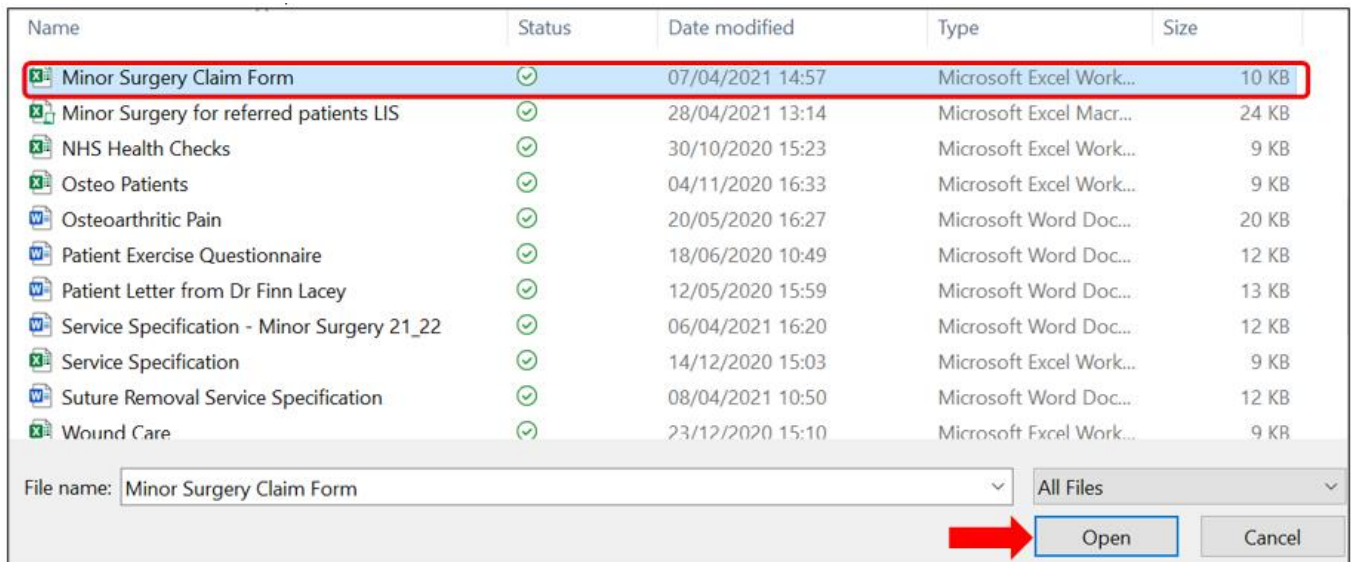 Name Status Date modified Type Size
Minor Surgery Claim Form 07/04/2021 14:57 Microsoft Excel Work... 10 KB
Minor Surgery for referred patients LIS 28/04/2021 13:14 Microsoft Excel Macr... 24 KB
NHS Health Checks 30/10/2020 15:23 Microsoft Excel Work... 9 KB
Osteo Patients 04/11/2020 16:33 Microsoft Excel Work... 9 KB
Osteoarthritic Pain 20/05/2020 16:27 Microsoft Word Doc... 20 KB
Patient Exercise Questionnaire 18/06/2020 10:49 Microsoft Word Doc... 12 KB
Patient Letter from Dr Finn Lacey 12/05/2020 15:59 Microsoft Word Doc... 13 KB
Service Specification - Minor Surgery 21_22 06/04/2021 16:20 Microsoft Word Doc... 12 KB
Service Specification 14/12/2020 15:03 Microsoft Excel Work... 9 KB
Suture Removal Service Specification 08/04/2021 10:50 Microsoft Word Doc... 12 KB
Wound Care 23/12/2020 15:10 Microsoft Excel Work... 9 KB
File name: Minor Surgery Claim Form All Files
Open Cancel